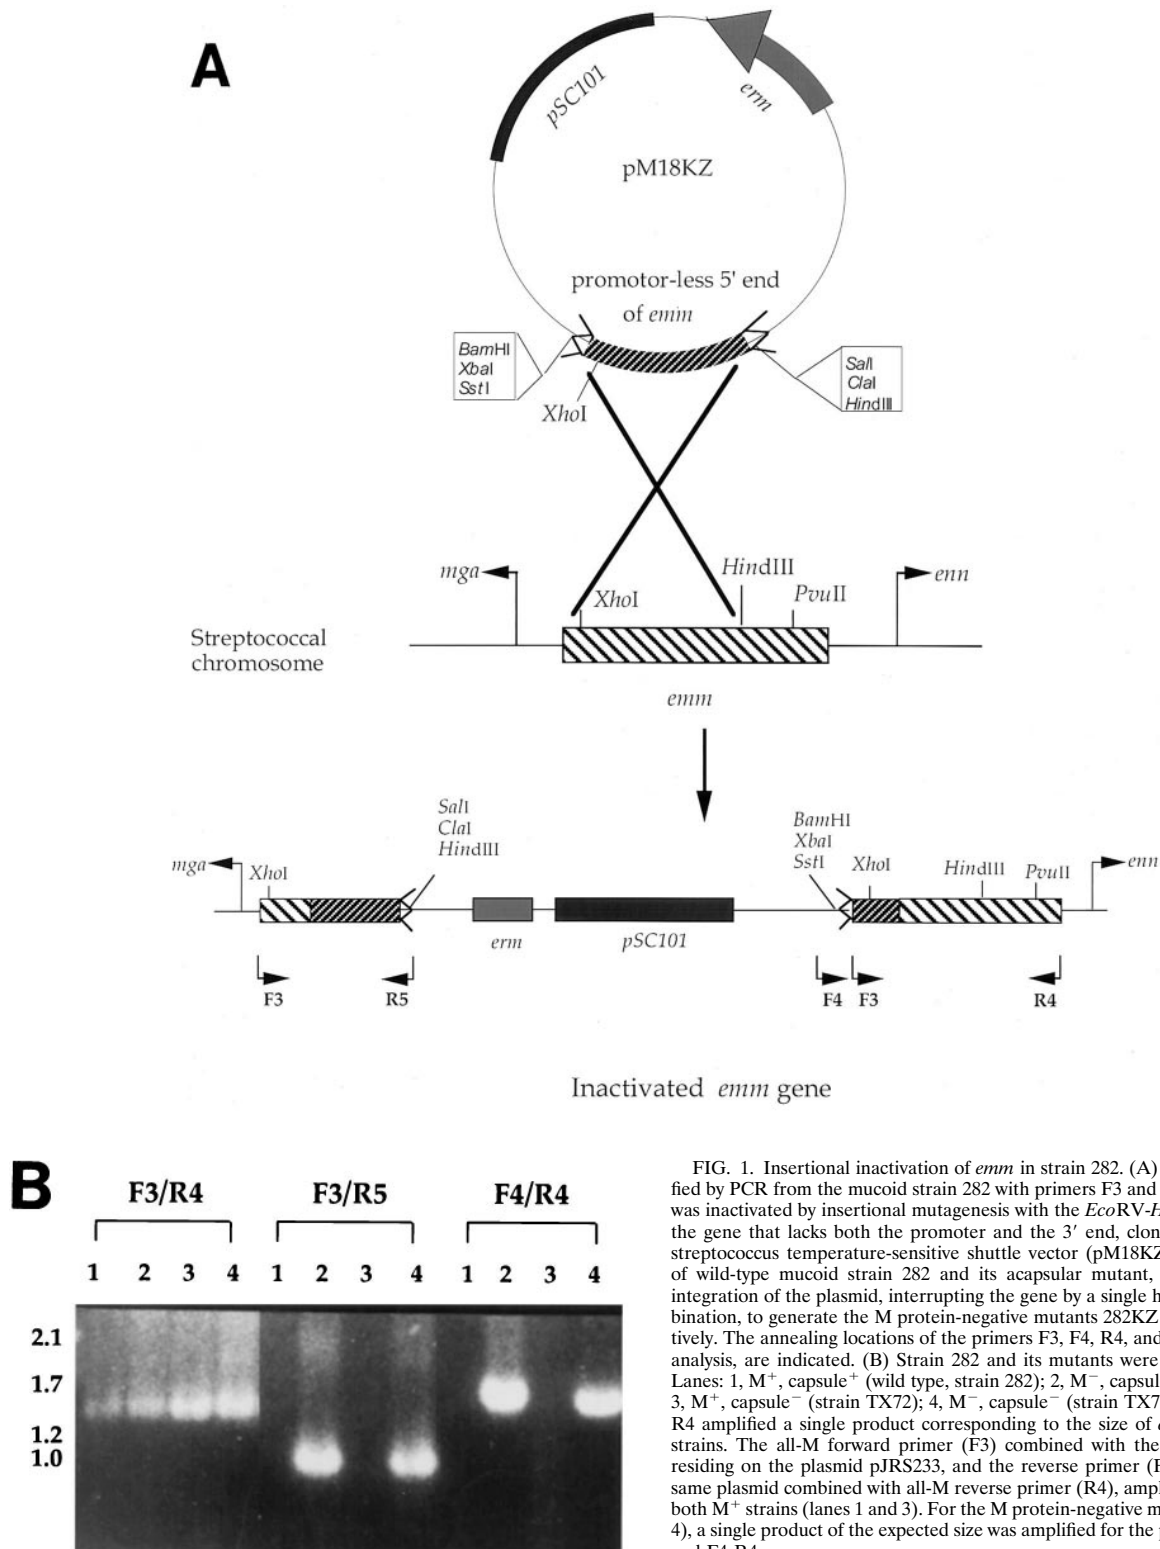 A
pSC101
erm
pM18KZ
promotor-less 5' end
of emm
BamHI
XbaI
SstI
SalI
ClaI
HindIII
XhoI
mga
XhoI
HindIII
PvuII
enn
Streptococcal
chromosome
emm
SalI
ClaI
HindIII
BamHI
XbaI
SstI
mga
XhoI
XhoI
HindIII
PvuII
enn
erm
pSC101
F3
R5
F4
F3
R4
Inactivated emm gene
B
F3/R4
F3/R5
F4/R4
1 2 3 4 1 2 3 4 1 2 3 4
2.1
1.7
1.2
1.0
FIG. 1. Insertional inactivation of emm in strain 282. (A)
fied by PCR from the mucoid strain 282 with primers F3 and
was inactivated by insertional mutagenesis with the EcoRV-H
the gene that lacks both the promoter and the 3′ end, clon
streptococcus temperature-sensitive shuttle vector (pM18KZ
of wild-type mucoid strain 282 and its acapsular mutant,
integration of the plasmid, interrupting the gene by a single h
bination, to generate the M protein-negative mutants 282KZ
tively. The annealing locations of the primers F3, F4, R4, and
analysis, are indicated. (B) Strain 282 and its mutants were
Lanes: 1, M⁺, capsule⁺ (wild type, strain 282); 2, M⁻, capsul
3, M⁺, capsule⁻ (strain TX72); 4, M⁻, capsule⁻ (strain TX7
R4 amplified a single product corresponding to the size of
strains. The all-M forward primer (F3) combined with the
residing on the plasmid pJRS233, and the reverse primer (F
same plasmid combined with all-M reverse primer (R4), ampl
both M⁺ strains (lanes 1 and 3). For the M protein-negative m
4), a single product of the expected size was amplified for the p